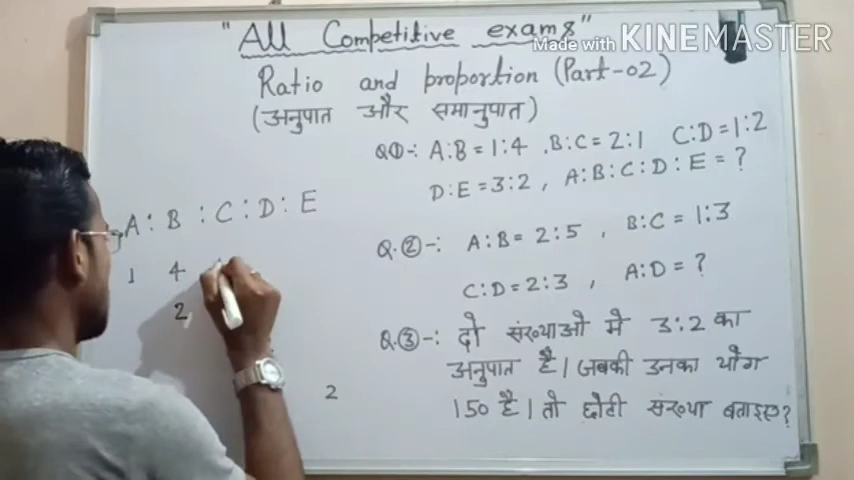 "All Competitive exams"
Made with KINEMASTER
Ratio and proportion (Part-02)
(अनुपात और समानुपात)
Q①-: A:B = 1:4 , B:C = 2:1 C:D = 1:2
D:E = 3:2 , A:B:C:D:E = ?
Q.②-: A:B = 2:5 , B:C = 1:3
C:D = 2:3 , A:D = ?
Q.③-: दो संख्याओ मे 3:2 का
अनुपात है। जबकी उनका योग
150 है। तो छोटी संख्या बताइए?
A : B : C : D : E
1 4
2
2